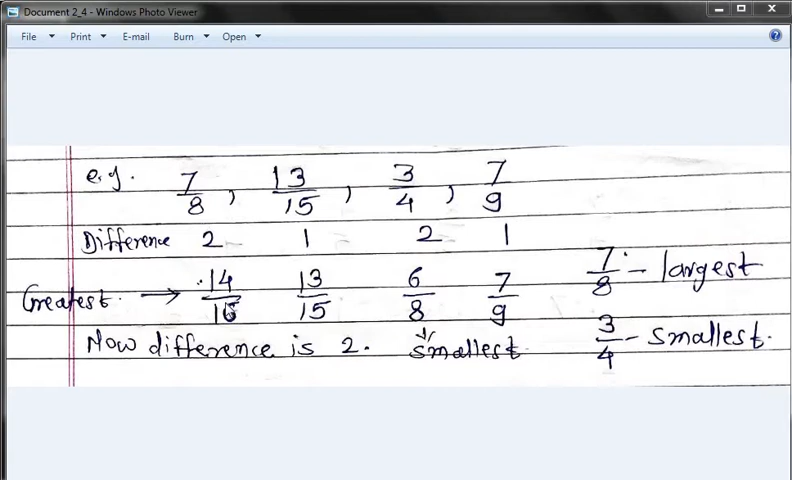 Document 2_4 - Windows Photo Viewer
File Print E-mail Burn Open
e.g. 7/8, 13/15, 3/4, 7/9
Difference 2 1 2 1
7/8 - largest
Greatest. → 14/16 13/15 6/8 7/9
3/4 - smallest.
Now difference is 2. smallest